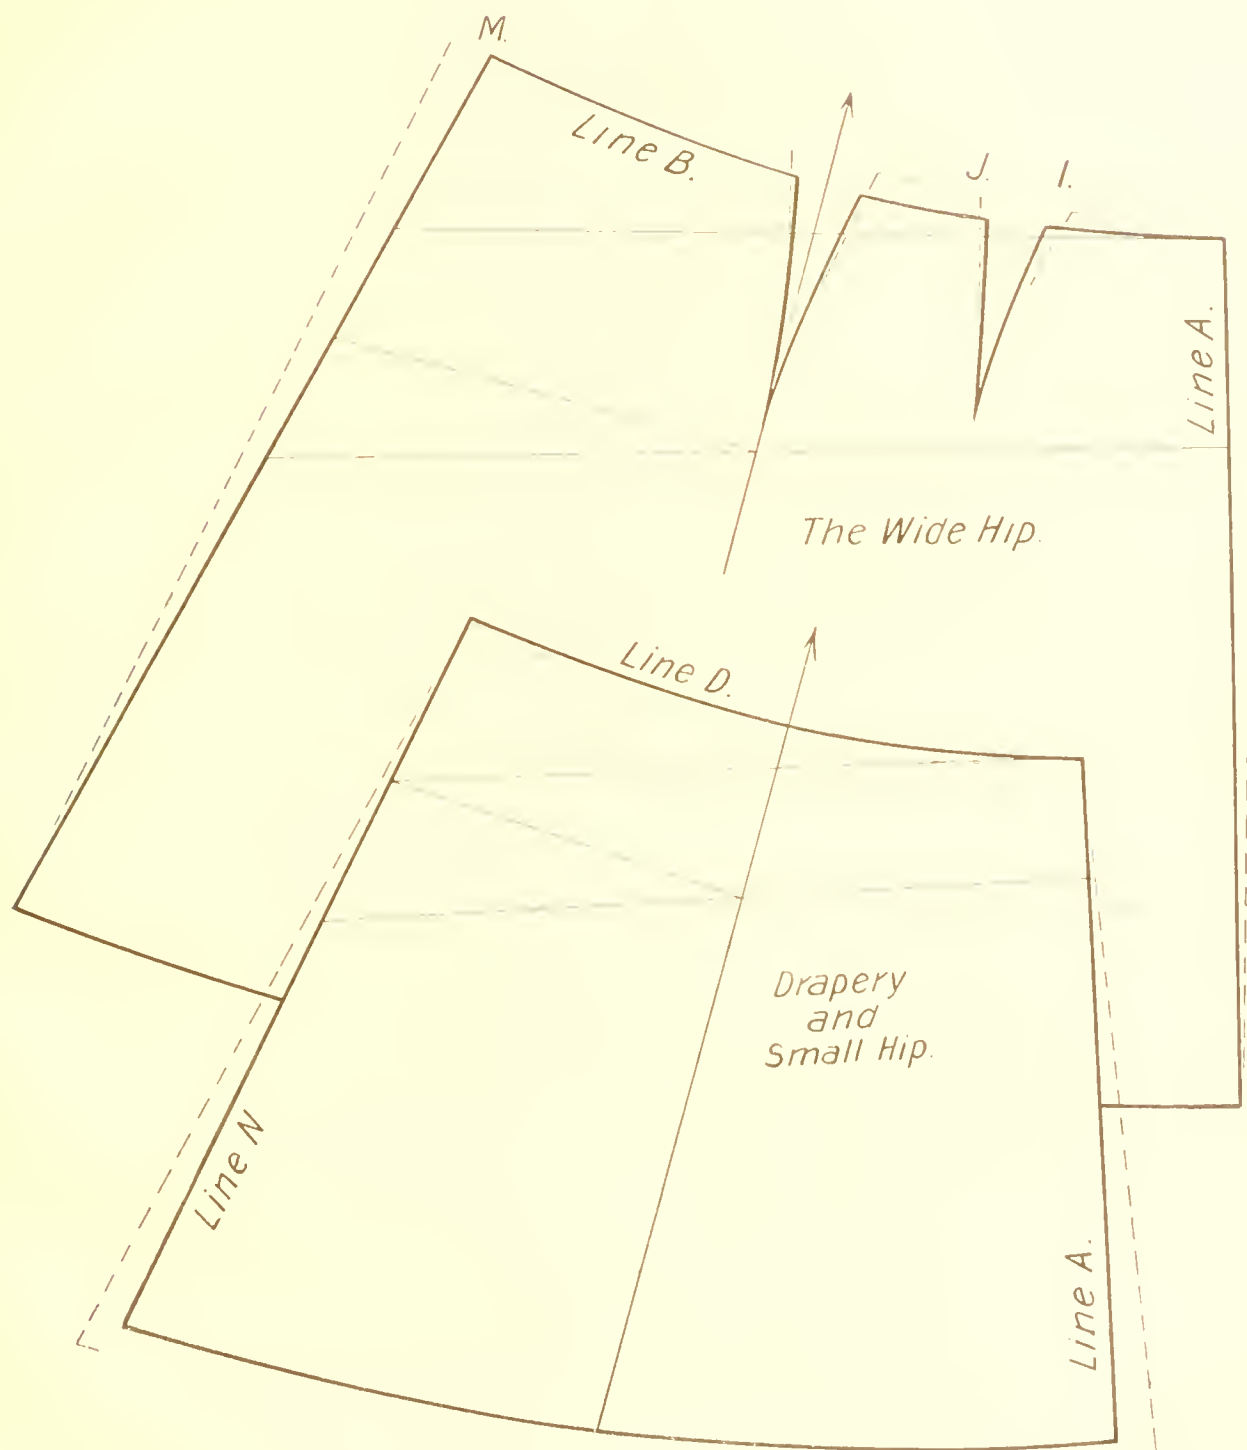 M.
Line B.
J.
I.
Line A.
The Wide Hip.
Line D.
Drapery
and
Small Hip.
Line N
Line A.